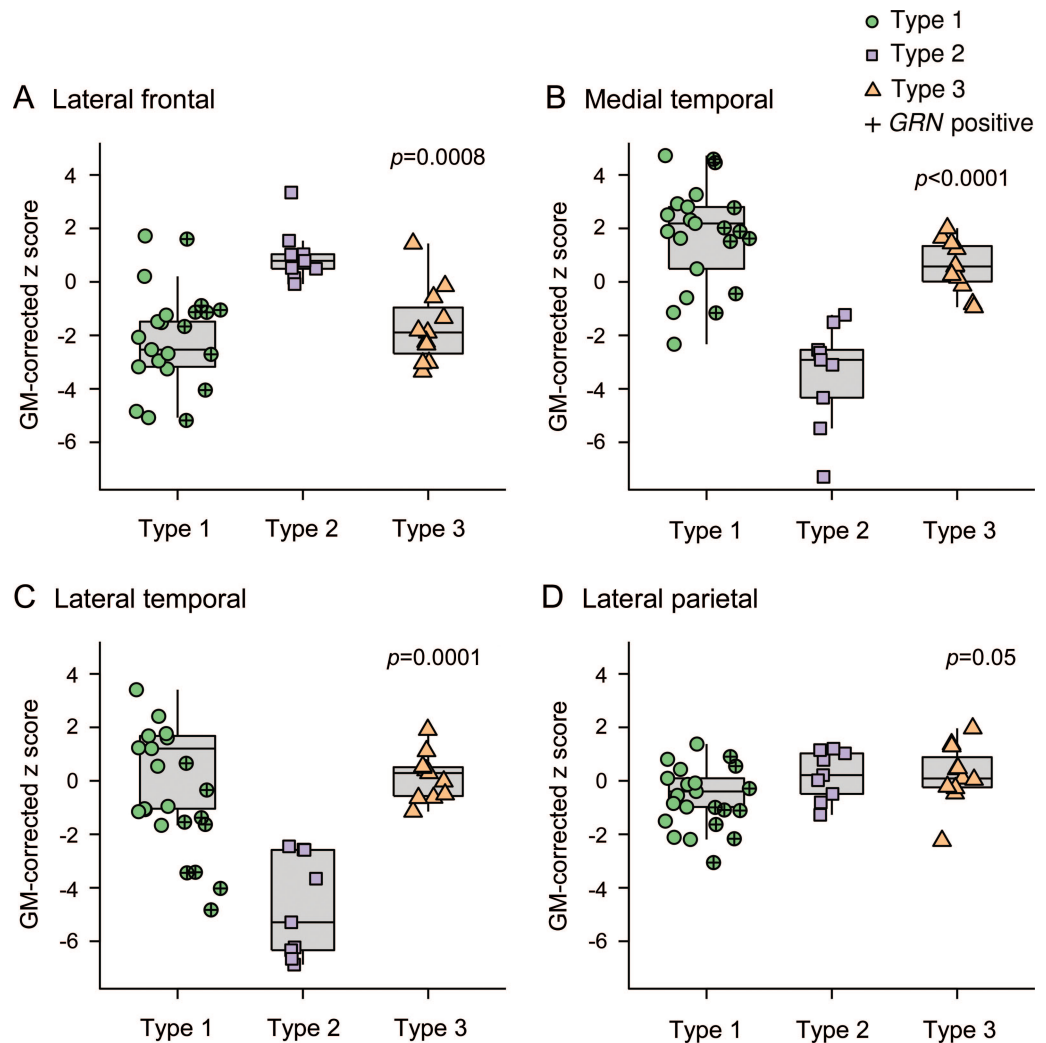 Type 1
Type 2
Type 3
GRN positive
A Lateral frontal
GM-corrected z score
4
2
0
-2
-4
-6
p=0.0008
Type 1 Type 2 Type 3
B Medial temporal
GM-corrected z score
4
2
0
-2
-4
-6
p<0.0001
Type 1 Type 2 Type 3
C Lateral temporal
GM-corrected z score
4
2
0
-2
-4
-6
p=0.0001
Type 1 Type 2 Type 3
D Lateral parietal
GM-corrected z score
4
2
0
-2
-4
-6
p=0.05
Type 1 Type 2 Type 3